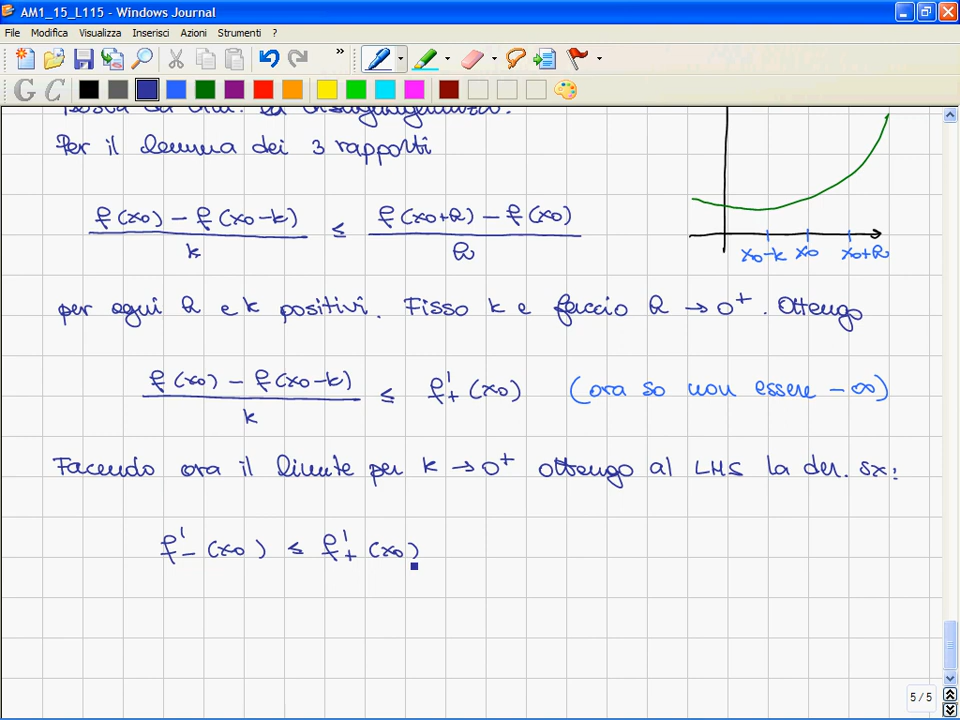 AM1_15_L115 - Windows Journal
File Modifica Visualizza Inserisci Azioni Strumenti ?
»
Per il lemma dei 3 rapporti
f(x0) - f(x0-k) / k ≤ f(x0+h) - f(x0) / h
x0-k x0 x0+h
per ogni h e k positivi. Fisso k e faccio h → 0⁺. Ottengo
f(x0) - f(x0-k) / k ≤ f'₊(x0) (ora so non essere -∞)
Facendo ora il limite per k → 0⁺ ottengo al LHS la der. sx:
f'₋(x0) ≤ f'₊(x0)
5 / 5